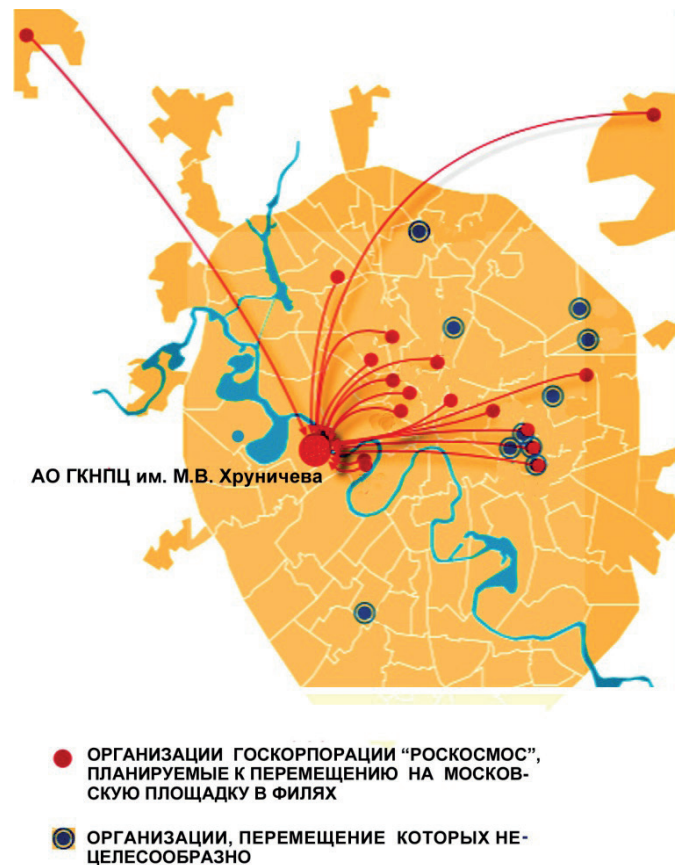 АО ГКНПЦ им. М.В. Хруничева
ОРГАНИЗАЦИИ ГОСКОРПОРАЦИИ “РОСКОСМОС”,
ПЛАНИРУЕМЫЕ К ПЕРЕМЕЩЕНИЮ НА МОСКОВ-
СКУЮ ПЛОЩАДКУ В ФИЛЯХ
ОРГАНИЗАЦИИ, ПЕРЕМЕЩЕНИЕ КОТОРЫХ НЕ-
ЦЕЛЕСООБРАЗНО